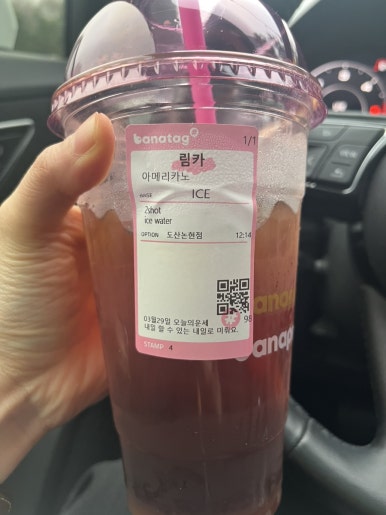 banatag
1/1
림카
아메리카노
BASE ICE
2shot
ice water
OPTION 도산논현점 12:14
# 98
03월29일 오늘의운세
내일 할 수 있는 내일로 미뤄요.
STAMP 4